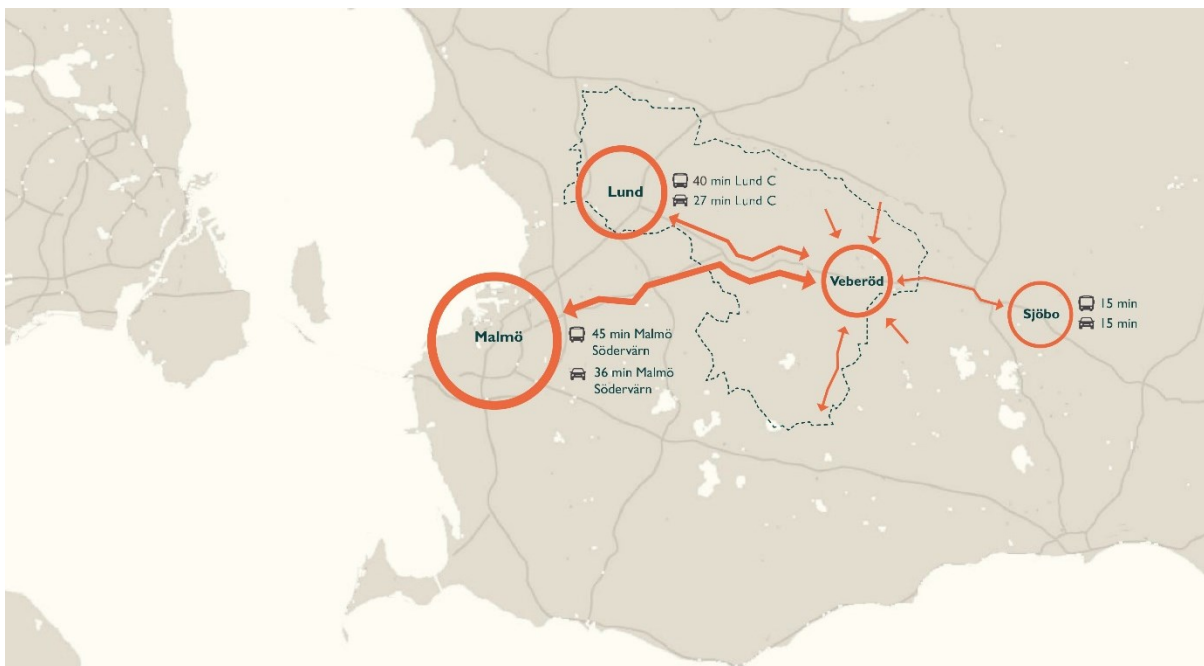 Lund
40 min Lund C
27 min Lund C
Veberöd
Sjöbo
15 min
15 min
Malmö
45 min Malmö
Södervärn
36 min Malmö
Södervärn